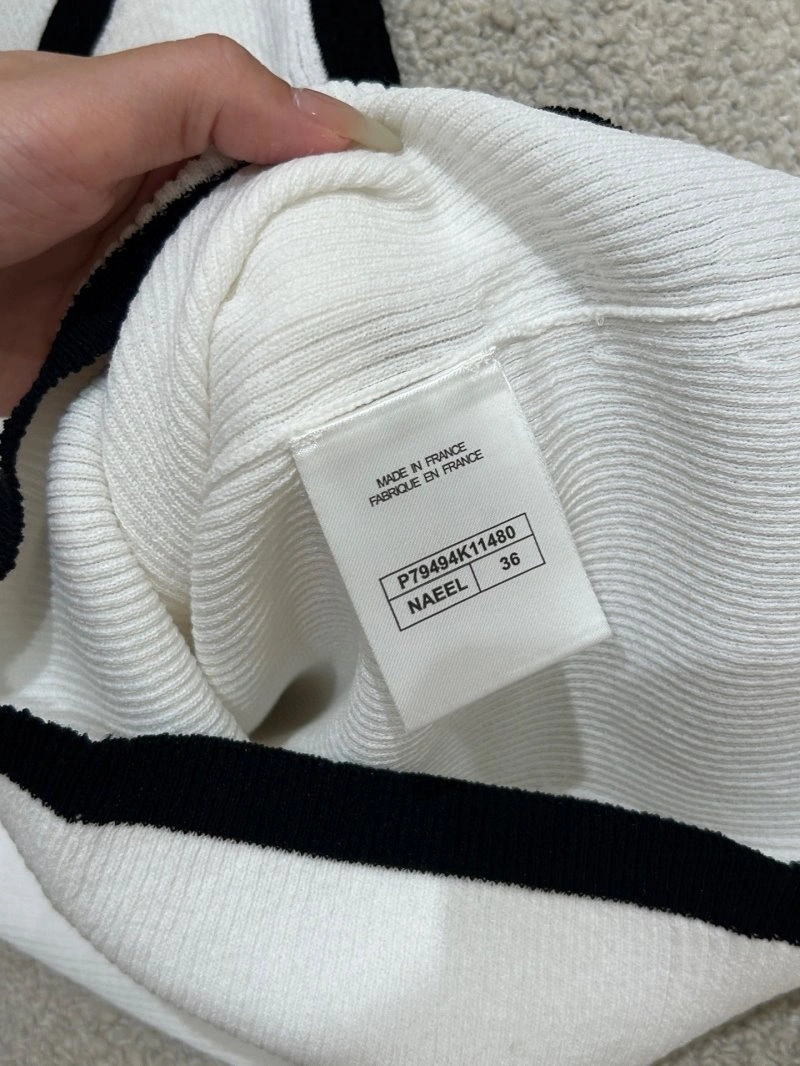 MADE IN FRANCE
FABRIQUE EN FRANCE
P79494K11480
NAEEL 36